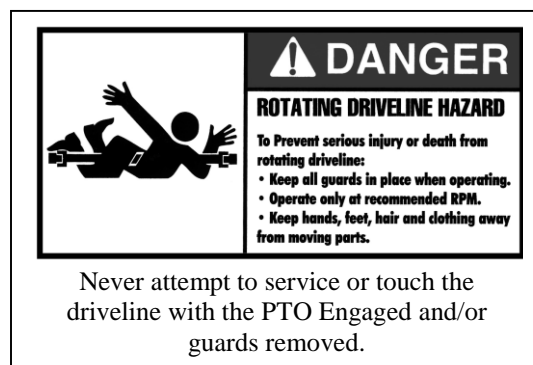 DANGER
ROTATING DRIVELINE HAZARD
To Prevent serious injury or death from
rotating driveline:
• Keep all guards in place when operating.
• Operate only at recommended RPM.
• Keep hands, feet, hair and clothing away
from moving parts.
Never attempt to service or touch the
driveline with the PTO Engaged and/or
guards removed.